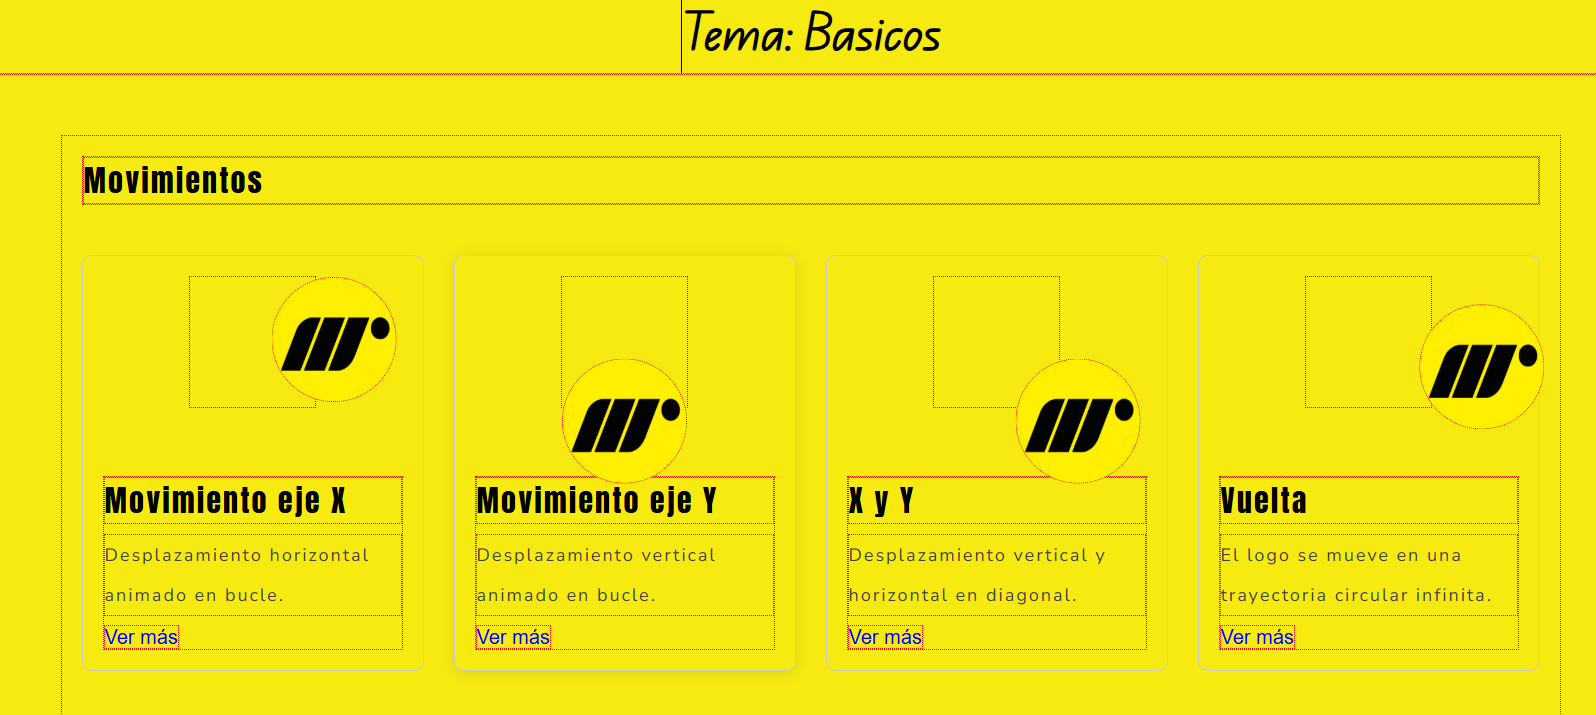 Tema: Basicos
Movimientos
Movimiento eje X
Desplazamiento horizontal
animado en bucle.
Ver más
Movimiento eje Y
Desplazamiento vertical
animado en bucle.
Ver más
X y Y
Desplazamiento vertical y
horizontal en diagonal.
Ver más
Vuelta
El logo se mueve en una
trayectoria circular infinita.
Ver más